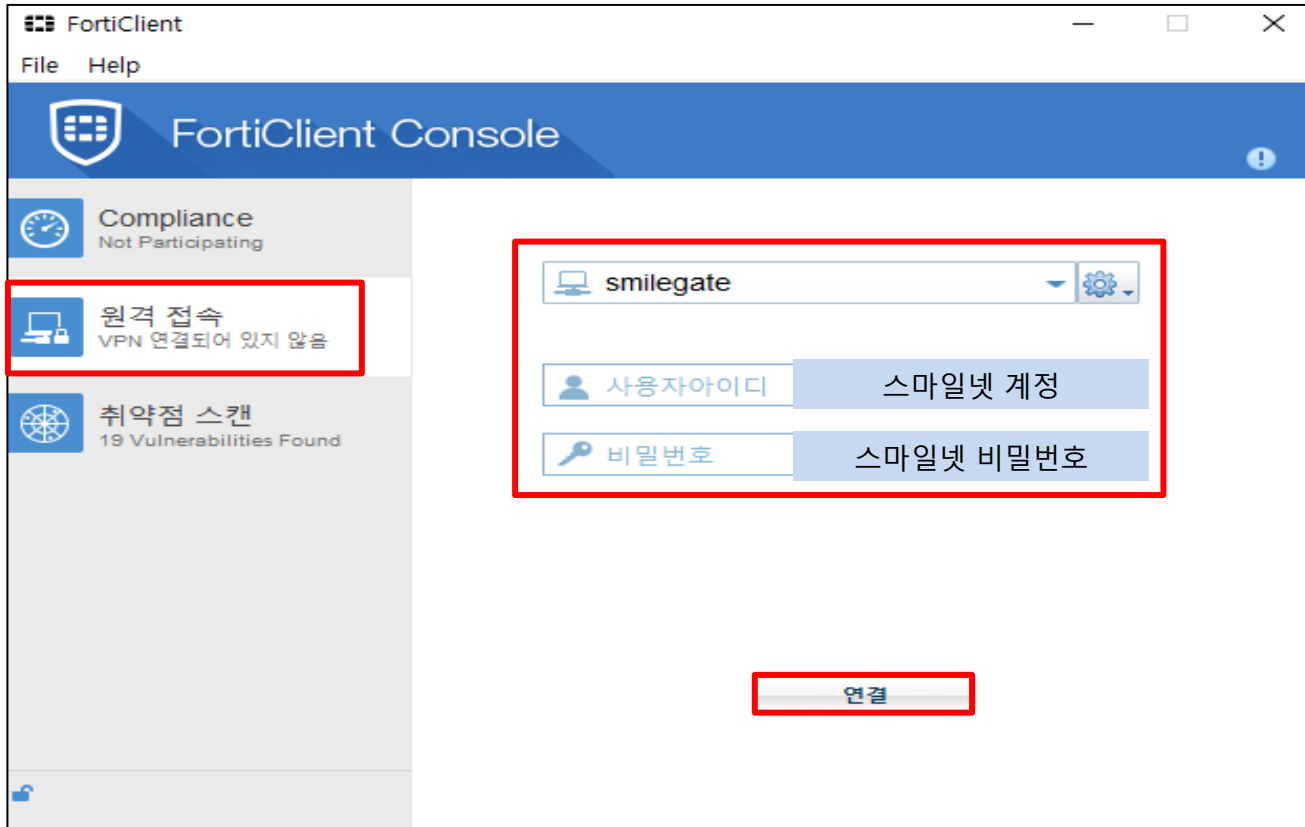 FortiClient
File Help
FortiClient Console
Compliance
Not Participating
원격 접속
VPN 연결되어 있지 않음
취약점 스캔
19 Vulnerabilities Found
smilegate
사용자아이디 스마일넷 계정
비밀번호 스마일넷 비밀번호
연결